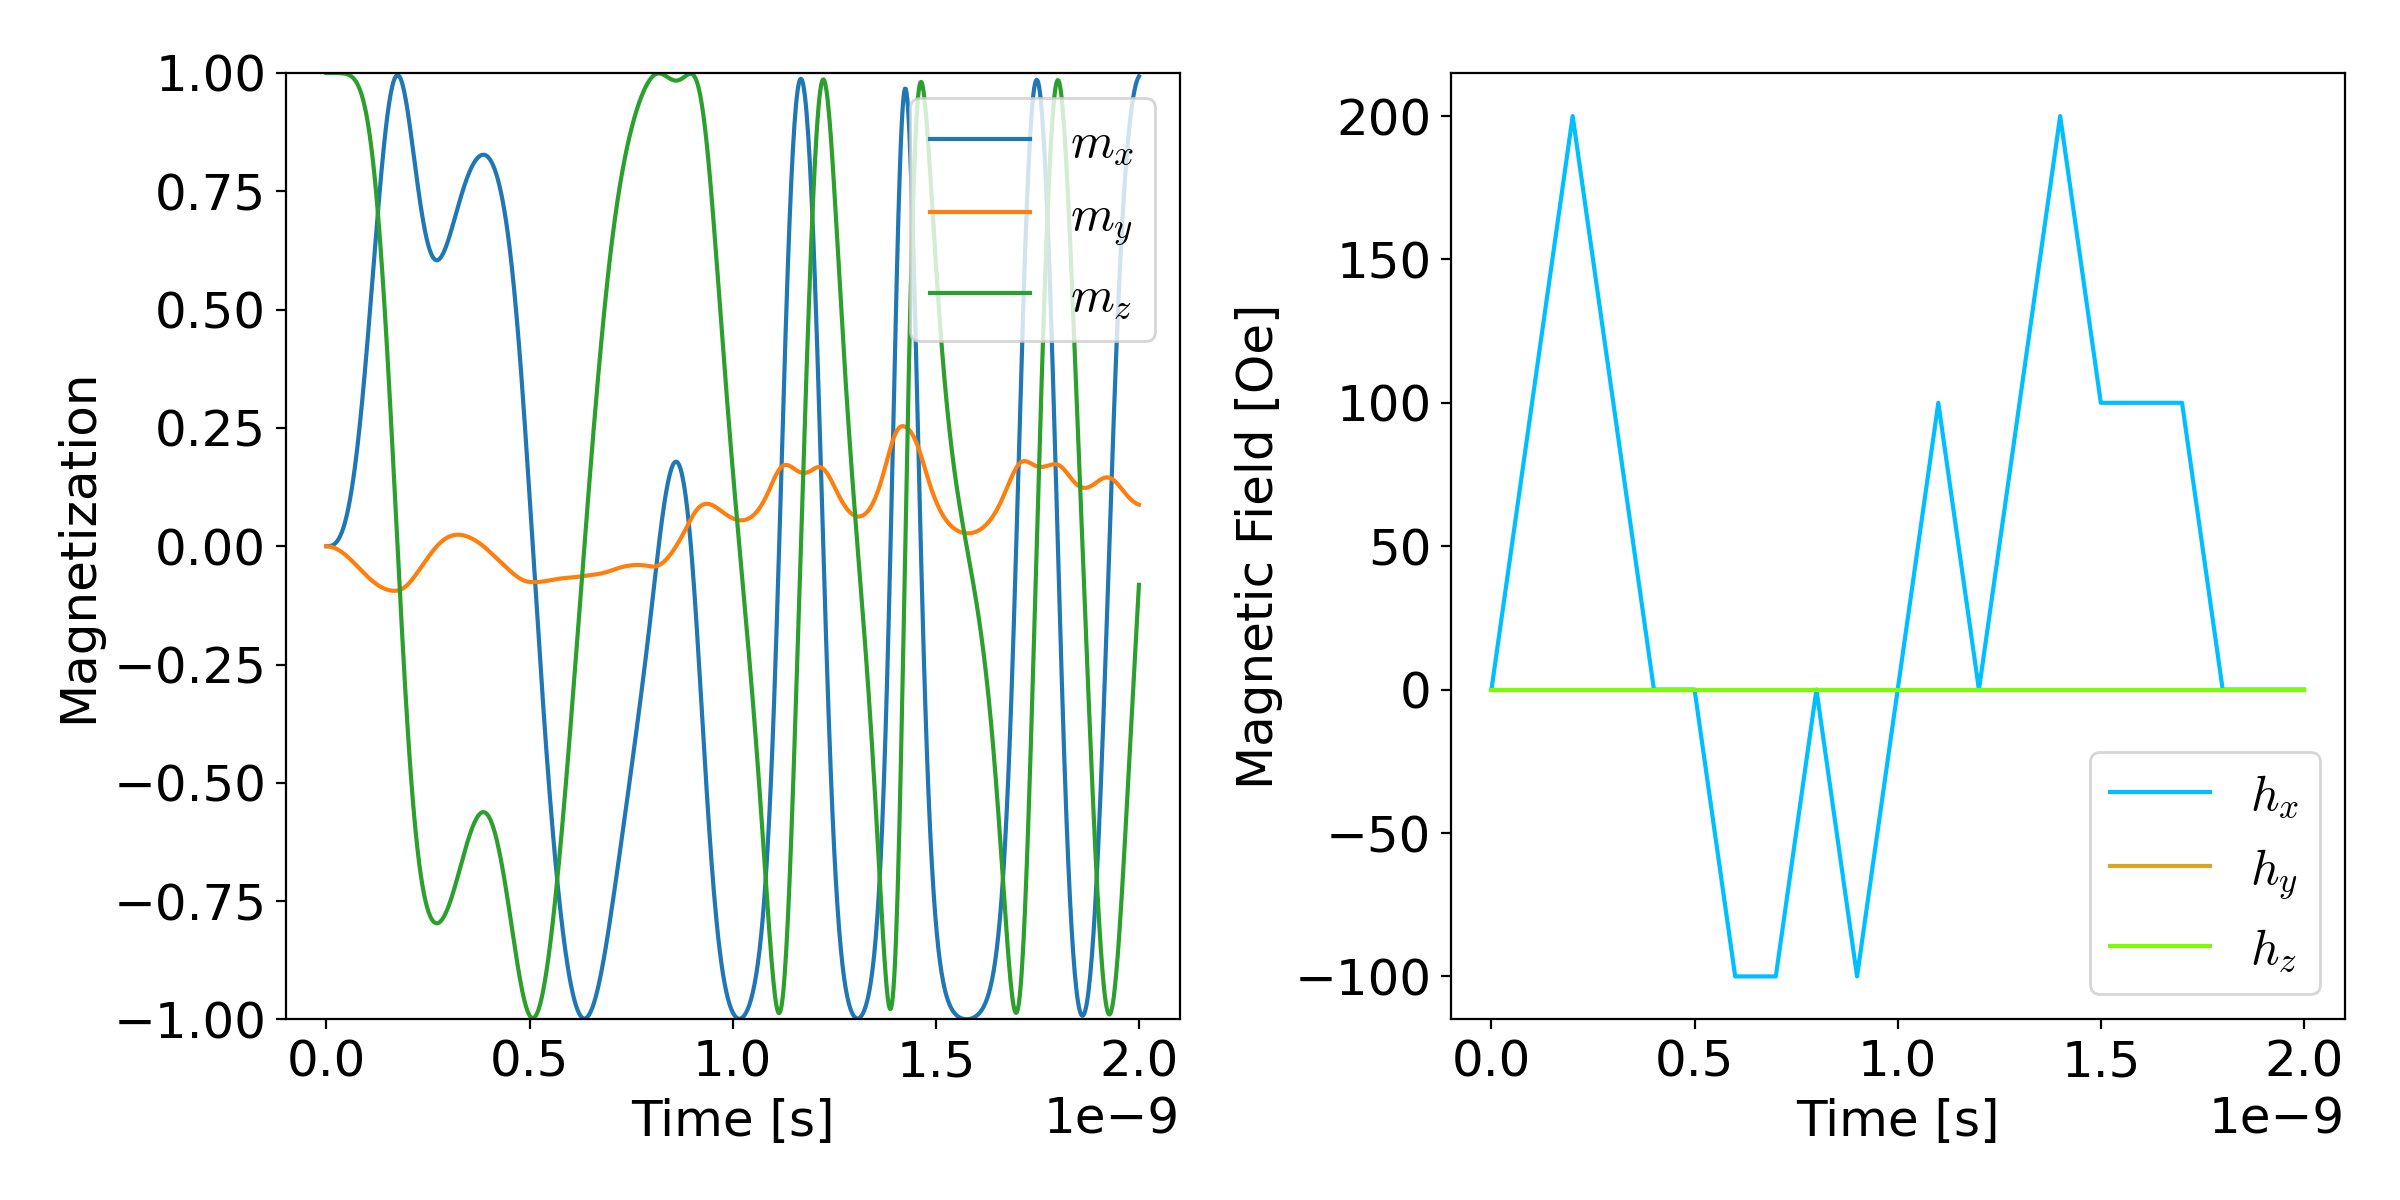 1.00
0.75
0.50
0.25
0.00
−0.25
−0.50
−0.75
−1.00
Magnetization
0.0 0.5 1.0 1.5 2.0
Time [s]
1e−9
m_x
m_y
m_z
200
150
100
50
0
−50
−100
Magnetic Field [Oe]
0.0 0.5 1.0 1.5 2.0
Time [s]
1e−9
h_x
h_y
h_z